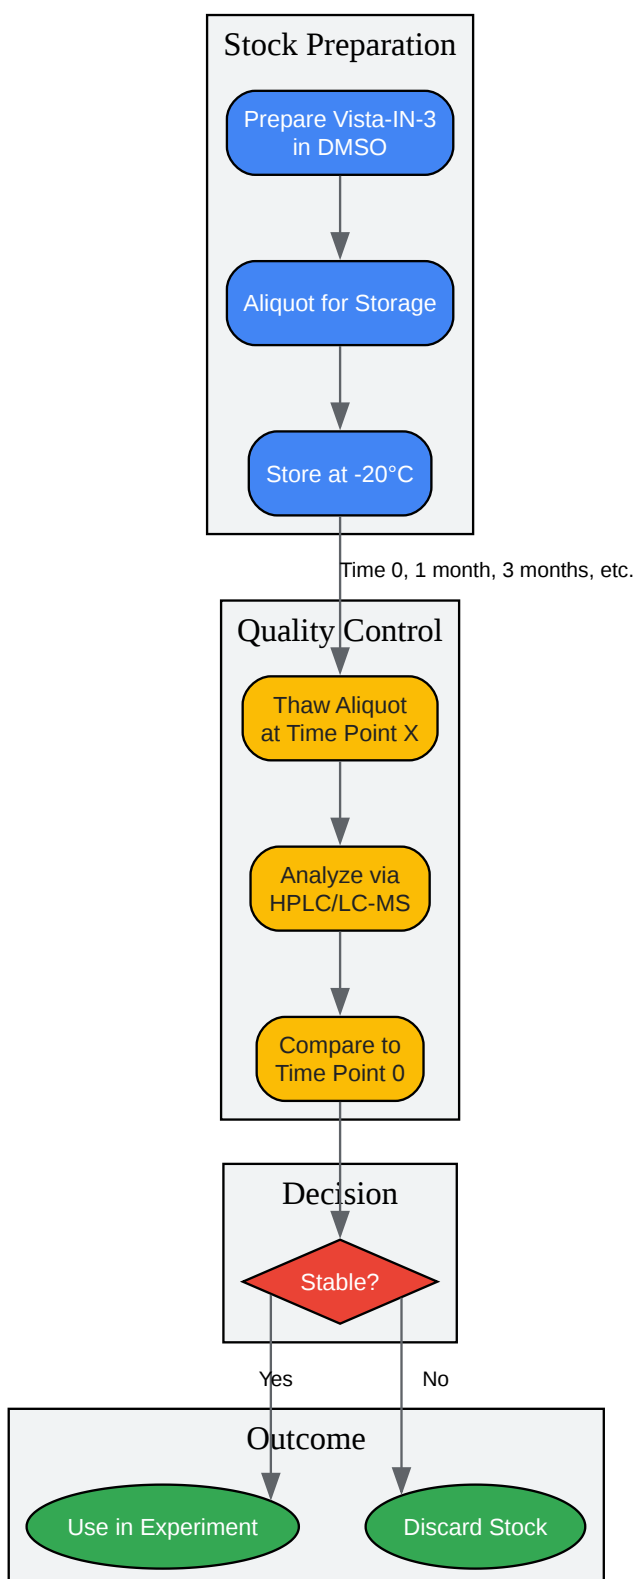 Stock Preparation
Prepare Vista-IN-3
in DMSO
Aliquot for Storage
Store at -20°C
Time 0, 1 month, 3 months, etc.
Quality Control
Thaw Aliquot
at Time Point X
Analyze via
HPLC/LC-MS
Compare to
Time Point 0
Decision
Stable?
Yes
No
Outcome
Use in Experiment
Discard Stock